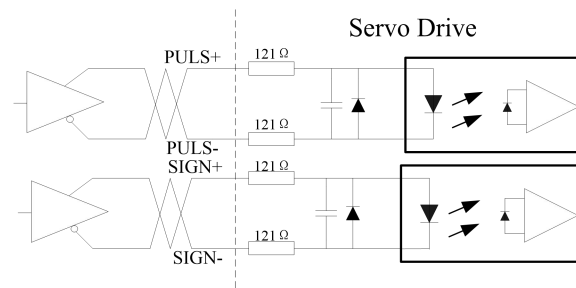 Servo Drive
PULS+
121 Ω
121 Ω
PULS-
SIGN+
121 Ω
121 Ω
SIGN-